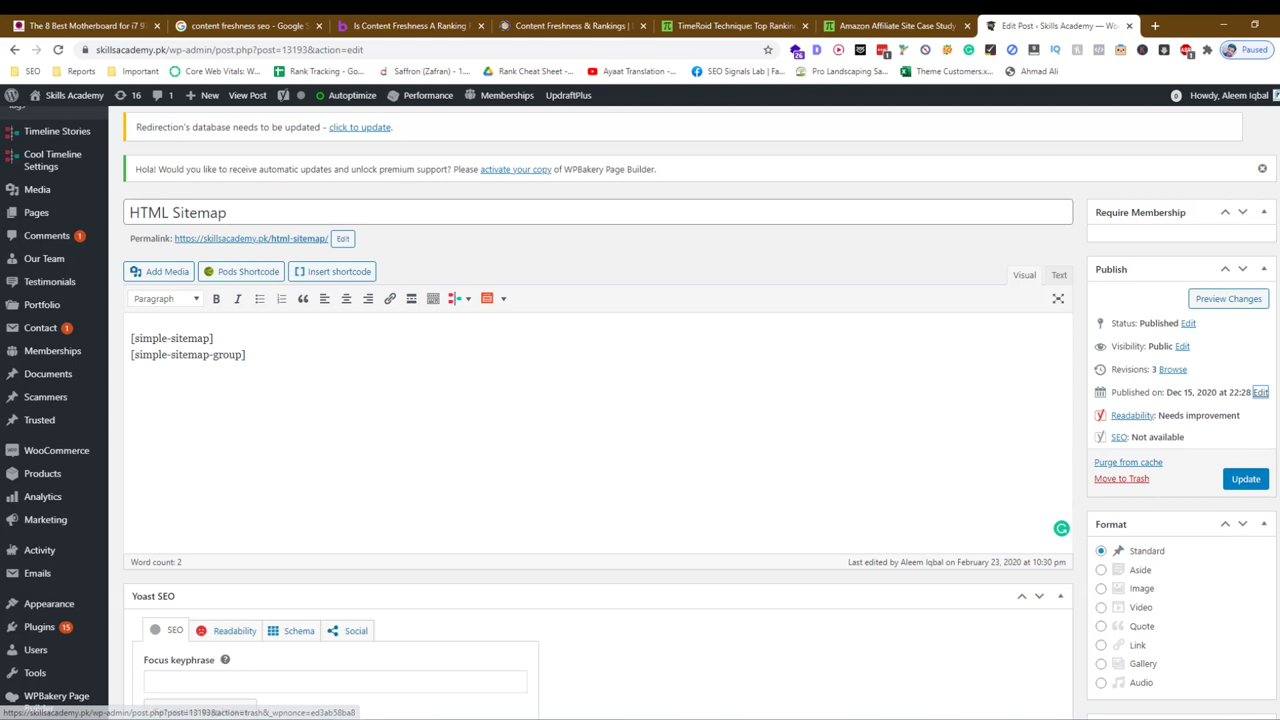 The 8 Best Motherboard for i7 9
content freshness seo - Google S
Is Content Freshness A Ranking F
Content Freshness & Rankings |
TimeRoid Technique: Top Rankin
Amazon Affiliate Site Case Study
Edit Post ‹ Skills Academy — Wo
skillsacademy.pk/wp-admin/post.php?post=13193&action=edit
Paused
SEO
Reports
Important
Core Web Vitals: W...
Rank Tracking - Go...
Saffron (Zafran) - 1....
Rank Cheat Sheet -...
Ayaat Translation -...
SEO Signals Lab | Fa...
Pro Landscaping Sa...
Theme Customers.x...
Ahmad Ali
Skills Academy
16
1
New
View Post
Autoptimize
Performance
Memberships
UpdraftPlus
0
Howdy, Aleem Iqbal
Tags
Timeline Stories
Cool Timeline
Settings
Media
Pages
Comments 1
Our Team
Testimonials
Portfolio
Contact 1
Memberships
Documents
Scammers
Trusted
WooCommerce
Products
Analytics
Marketing
Activity
Emails
Appearance
Plugins 15
Users
Tools
WPBakery Page
Redirection's database needs to be updated - click to update.
Hola! Would you like to receive automatic updates and unlock premium support? Please activate your copy of WPBakery Page Builder.
HTML Sitemap
Permalink: https://skillsacademy.pk/html-sitemap/ Edit
Add Media
Pods Shortcode
Insert shortcode
Visual
Text
Paragraph
[simple-sitemap]
[simple-sitemap-group]
Word count: 2
Last edited by Aleem Iqbal on February 23, 2020 at 10:30 pm
Yoast SEO
SEO
Readability
Schema
Social
Focus keyphrase
Require Membership
Publish
Preview Changes
Status: Published Edit
Visibility: Public Edit
Revisions: 3 Browse
Published on: Dec 15, 2020 at 22:28 Edit
Readability: Needs improvement
SEO: Not available
Purge from cache
Move to Trash
Update
Format
Standard
Aside
Image
Video
Quote
Link
Gallery
Audio
https://skillsacademy.pk/wp-admin/post.php?post=13193&action=trash&_wpnonce=ed3ab58ba8